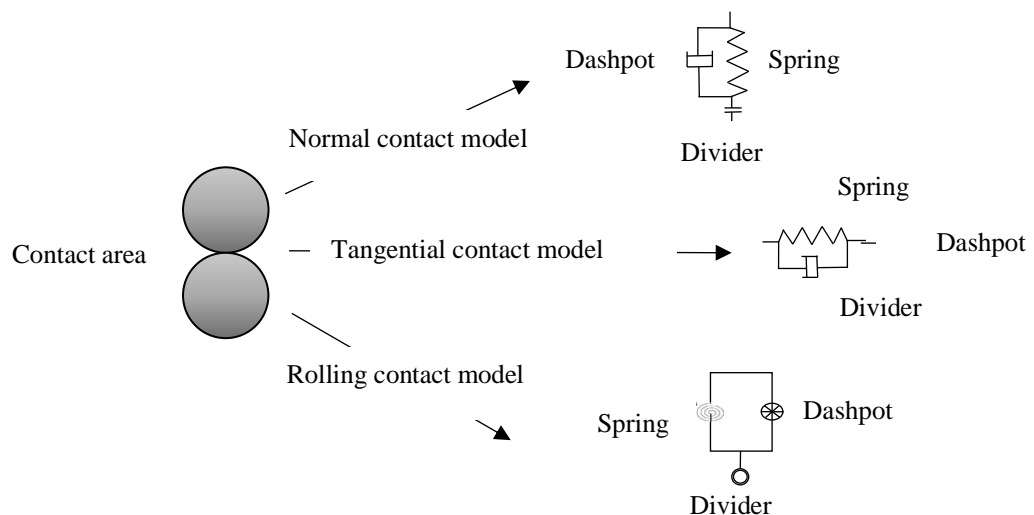 Dashpot
Spring
Divider
Normal contact model
Spring
Contact area
Tangential contact model
Dashpot
Divider
Rolling contact model
Spring
Dashpot
Divider